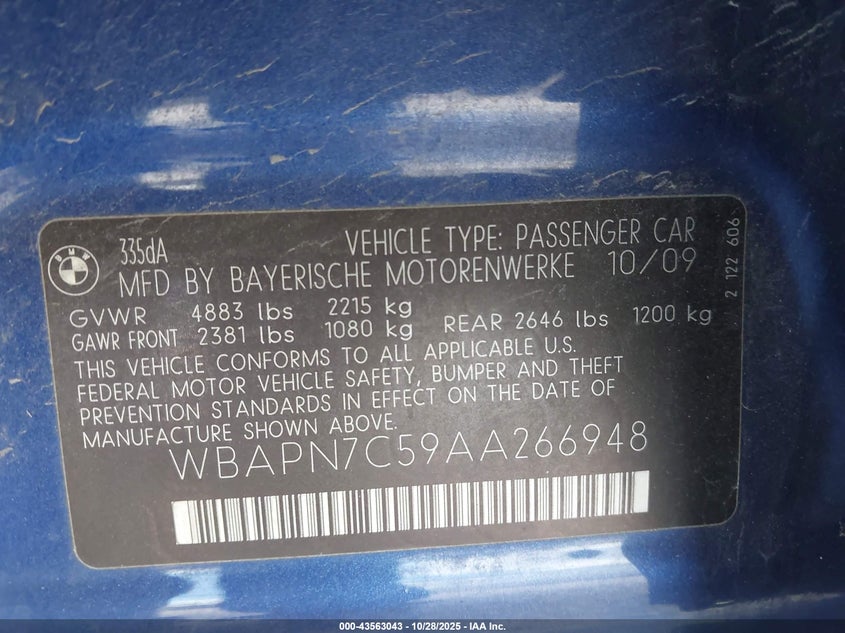 BMW
335dA
VEHICLE TYPE: PASSENGER CAR
MFD BY BAYERISCHE MOTORENWERKE 10/09
GVWR 4883 lbs 2215 kg
GAWR FRONT 2381 lbs 1080 kg REAR 2646 lbs 1200 kg
THIS VEHICLE CONFORMS TO ALL APPLICABLE U.S.
FEDERAL MOTOR VEHICLE SAFETY, BUMPER AND THEFT
PREVENTION STANDARDS IN EFFECT ON THE DATE OF
MANUFACTURE SHOWN ABOVE.
WBAPN7C59AA266948
2 122 606
000-43563043 - 10/28/2025 - IAA Inc.